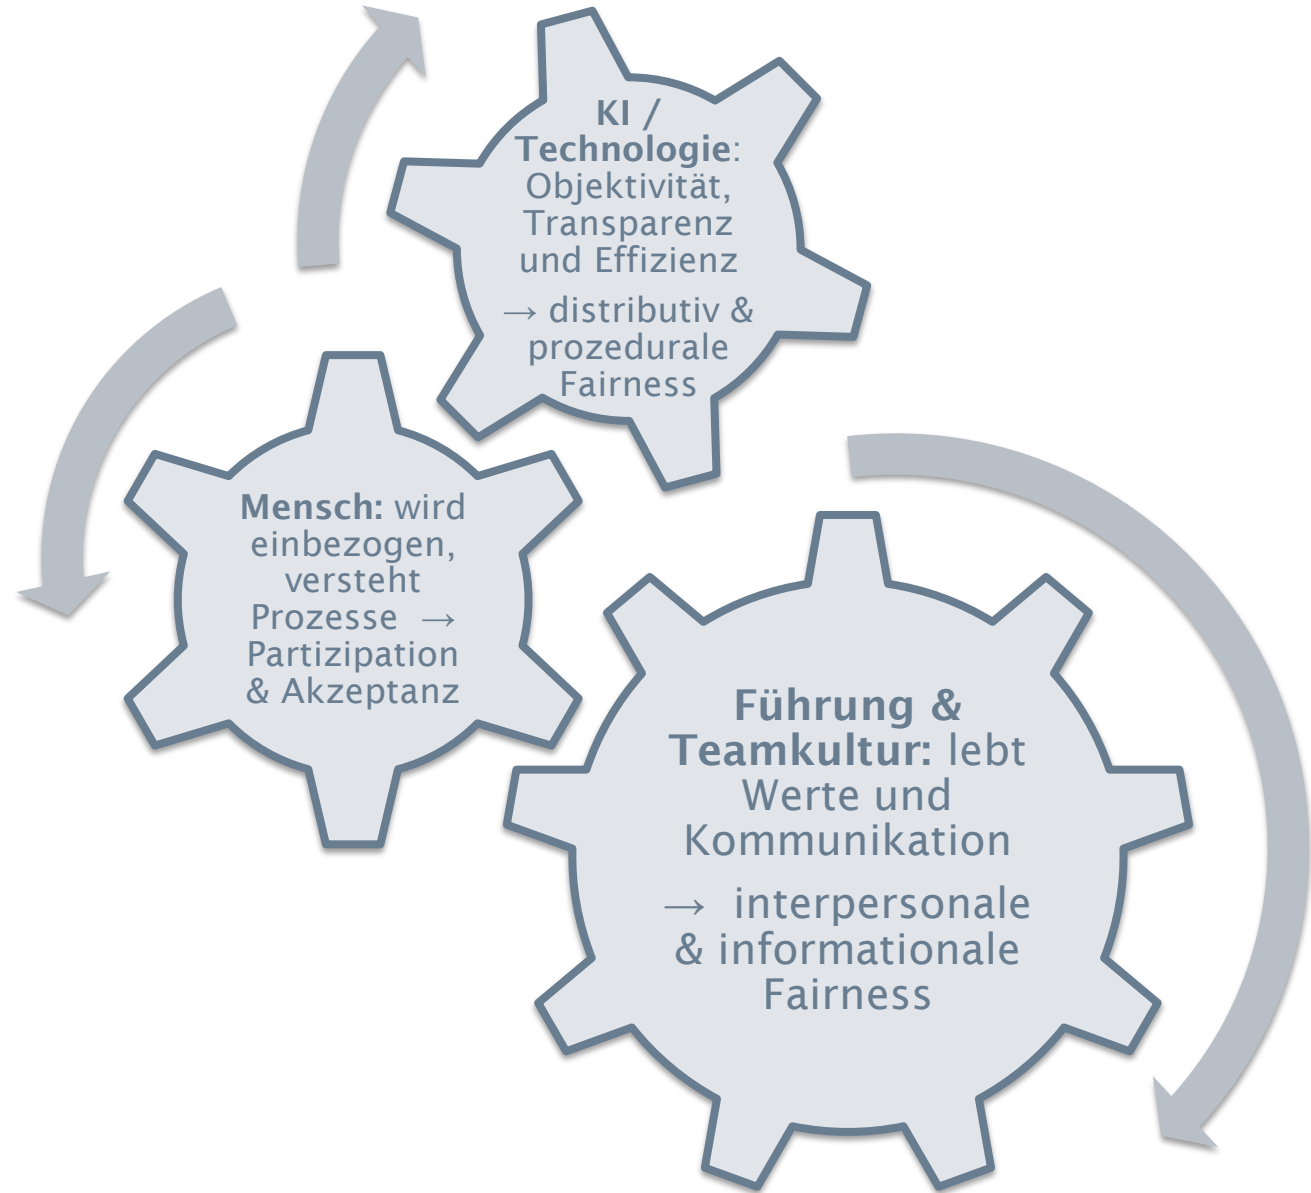 KI /
Technologie:
Objektivität,
Transparenz
und Effizienz
→ distributiv &
prozedurale
Fairness
Mensch: wird
einbezogen,
versteht
Prozesse →
Partizipation
& Akzeptanz
Führung &
Teamkultur: lebt
Werte und
Kommunikation
→ interpersonale
& informationale
Fairness